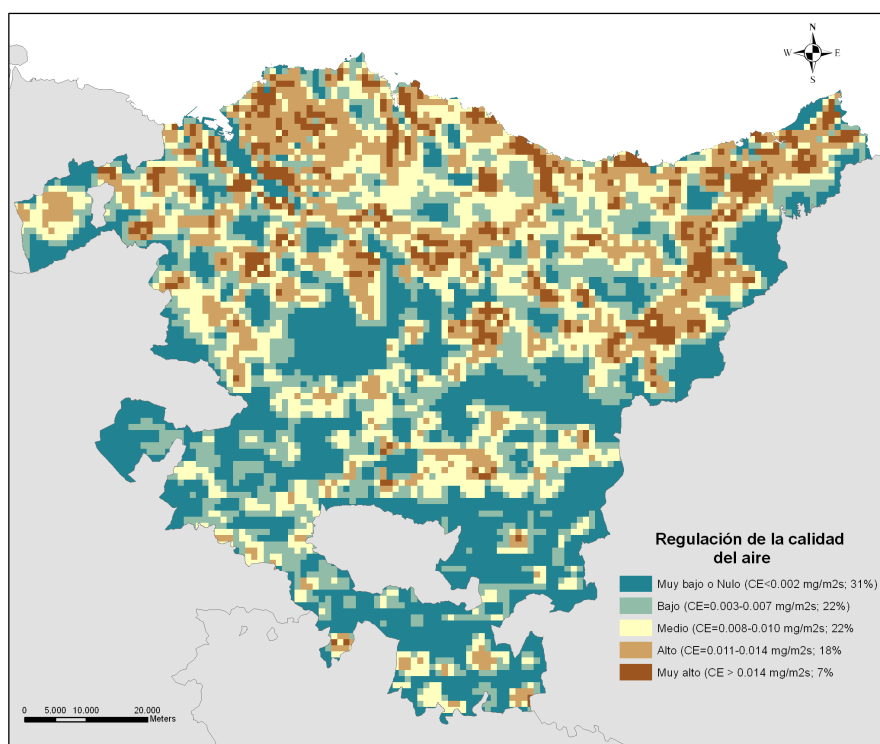 N
W E
S
Regulación de la calidad
del aire
Muy bajo o Nulo (CE<0.002 mg/m2s; 31%)
Bajo (CE=0.003-0.007 mg/m2s; 22%)
Medio (CE=0.008-0.010 mg/m2s; 22%
Alto (CE=0.011-0.014 mg/m2s; 18%
Muy alto (CE > 0.014 mg/m2s; 7%
0 5.000 10.000 20.000
Meters